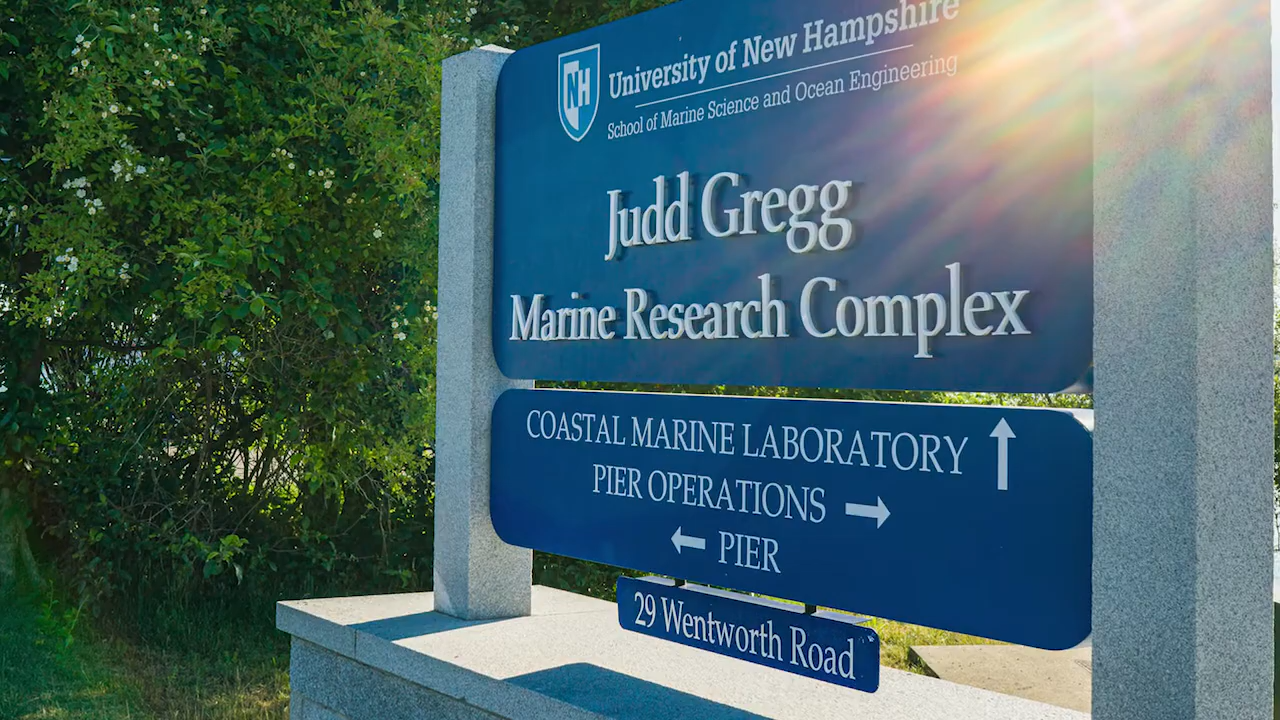 NH
University of New Hampshire
School of Marine Science and Ocean Engineering
Judd Gregg
Marine Research Complex
COASTAL MARINE LABORATORY ↑
PIER OPERATIONS →
← PIER
29 Wentworth Road